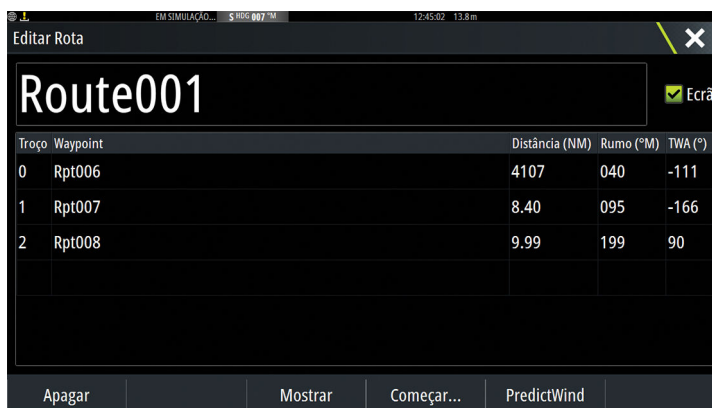 EM SIMULAÇÃO... S HDG 007 °M 12:45:02 13.8 m
Editar Rota
Route001
Ecrã
Troço Waypoint Distância (NM) Rumo (°M) TWA (°)
0 Rpt006 4107 040 -111
1 Rpt007 8.40 095 -166
2 Rpt008 9.99 199 90
Apagar Mostrar Começar... PredictWind